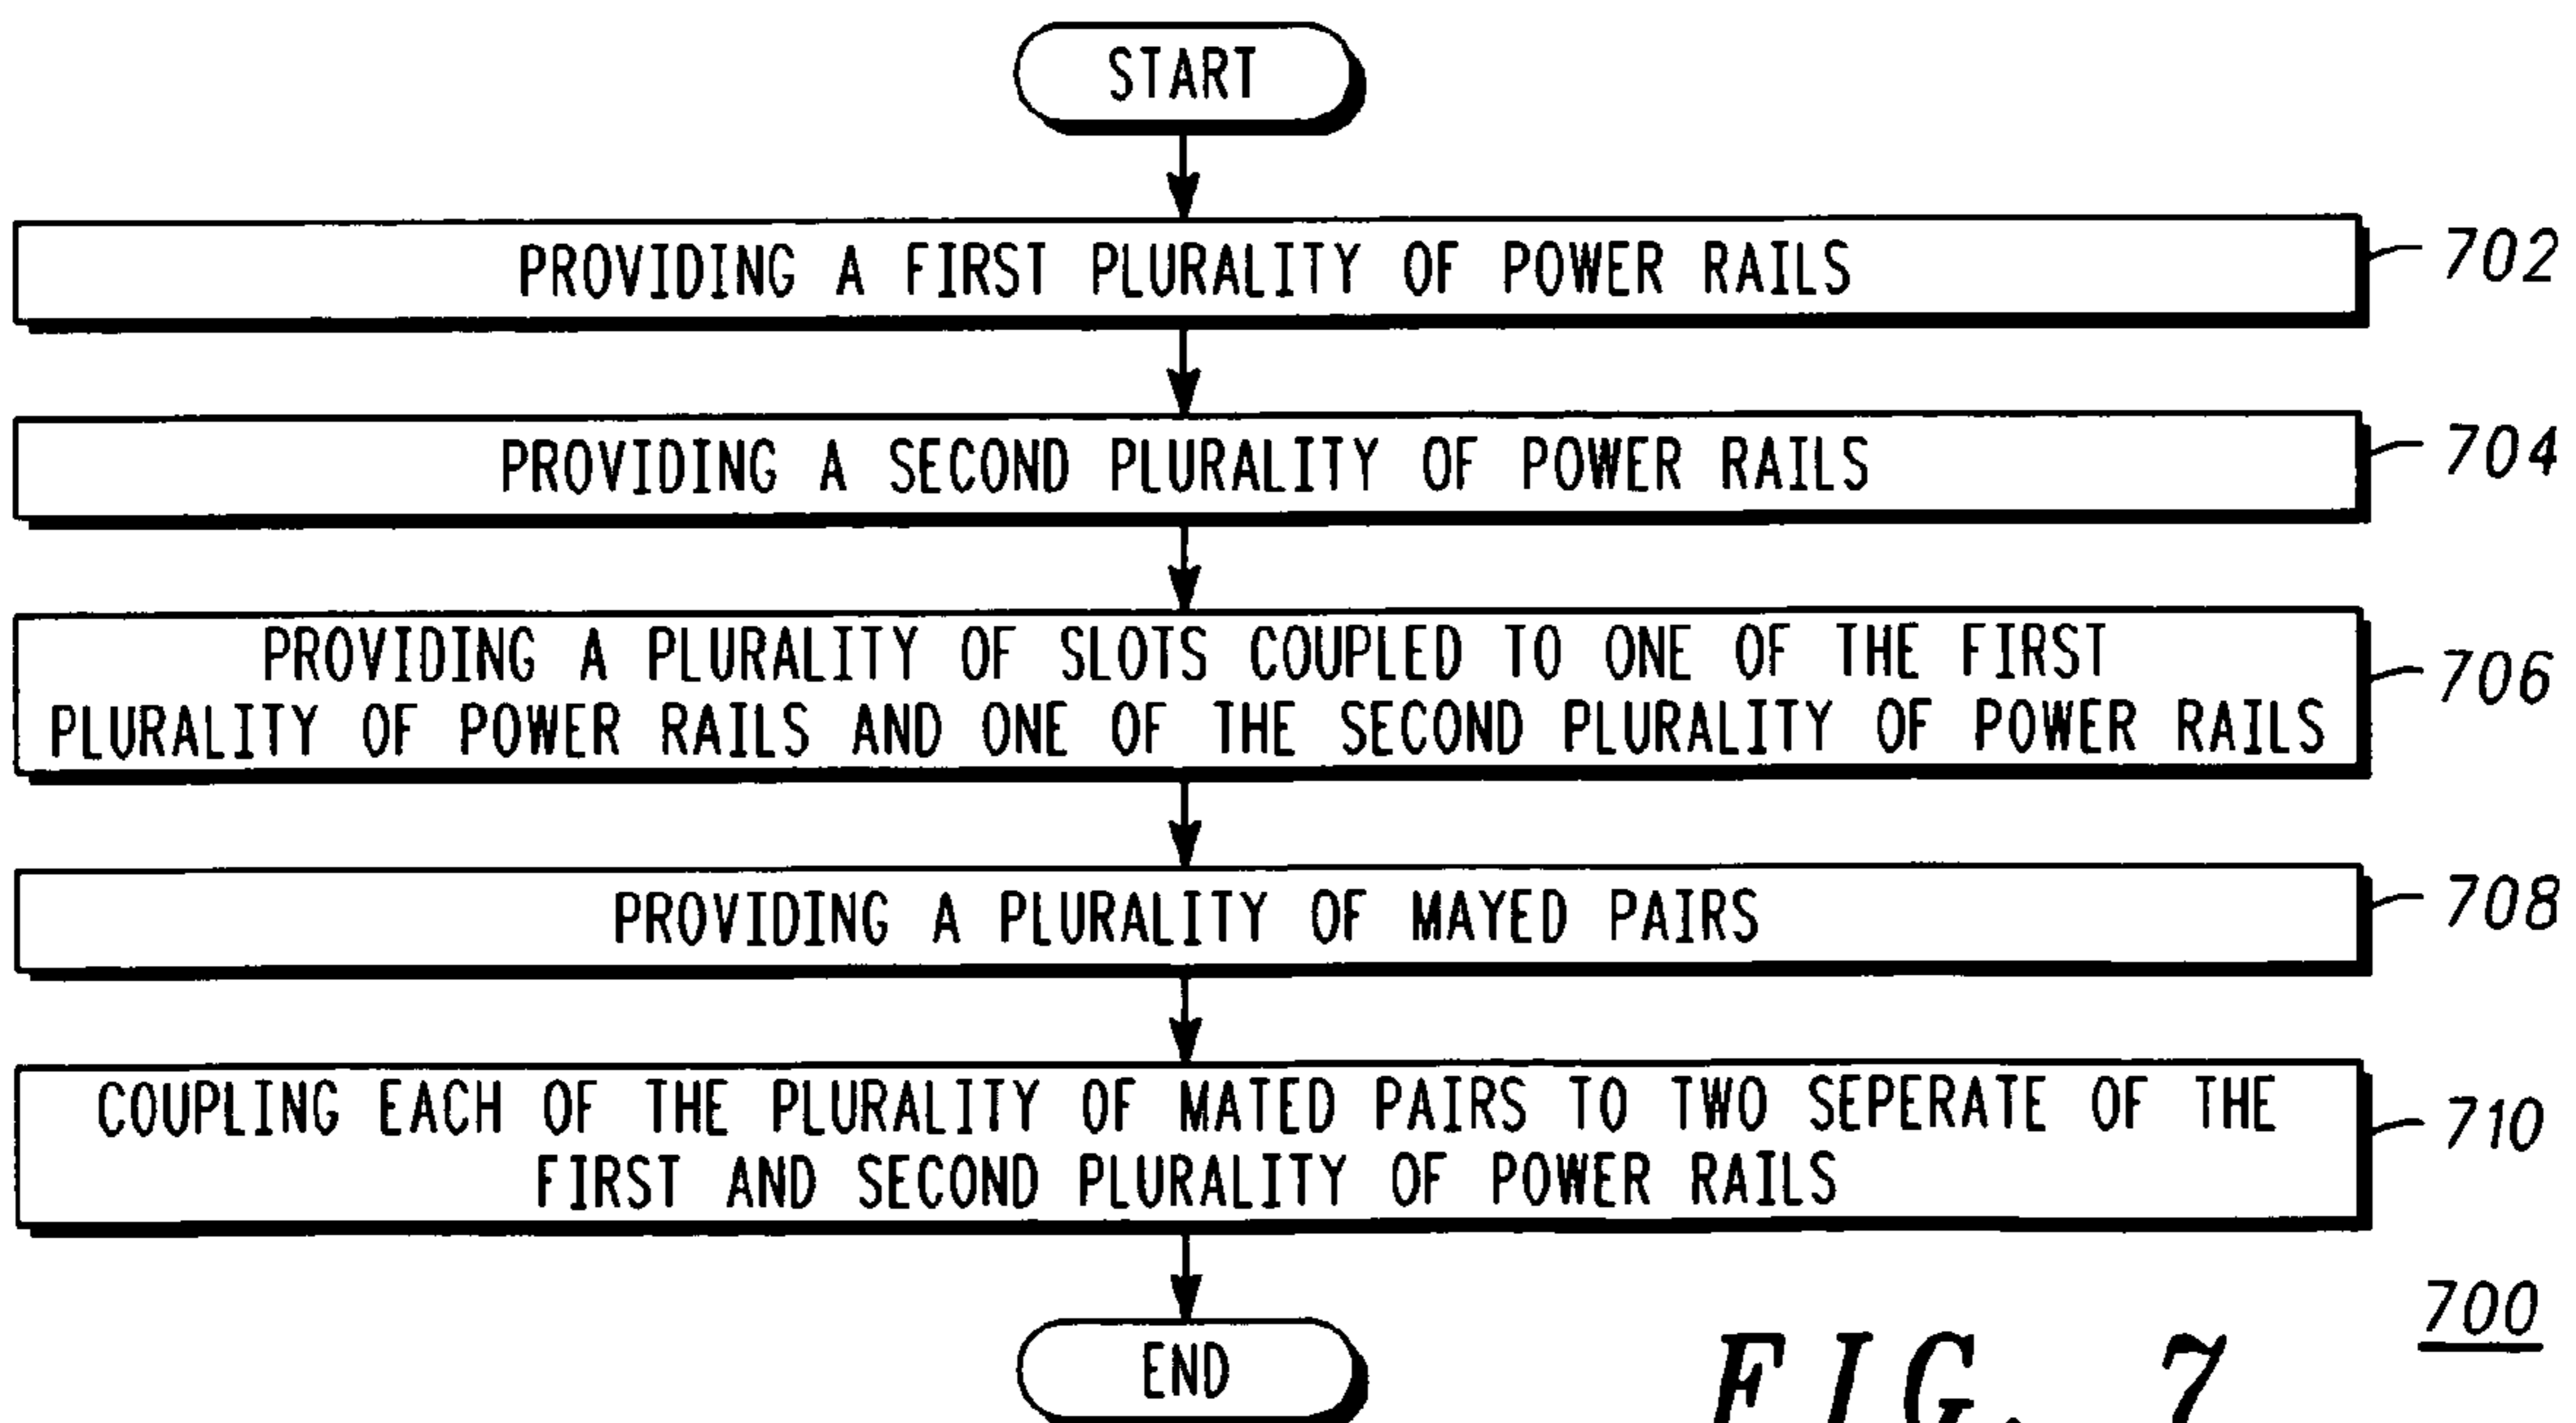 START
PROVIDING A FIRST PLURALITY OF POWER RAILS
702
PROVIDING A SECOND PLURALITY OF POWER RAILS
704
PROVIDING A PLURALITY OF SLOTS COUPLED TO ONE OF THE FIRST
PLURALITY OF POWER RAILS AND ONE OF THE SECOND PLURALITY OF POWER RAILS
706
PROVIDING A PLURALITY OF MAYED PAIRS
708
COUPLING EACH OF THE PLURALITY OF MATED PAIRS TO TWO SEPERATE OF THE
FIRST AND SECOND PLURALITY OF POWER RAILS
710
END
700
FIG. 7